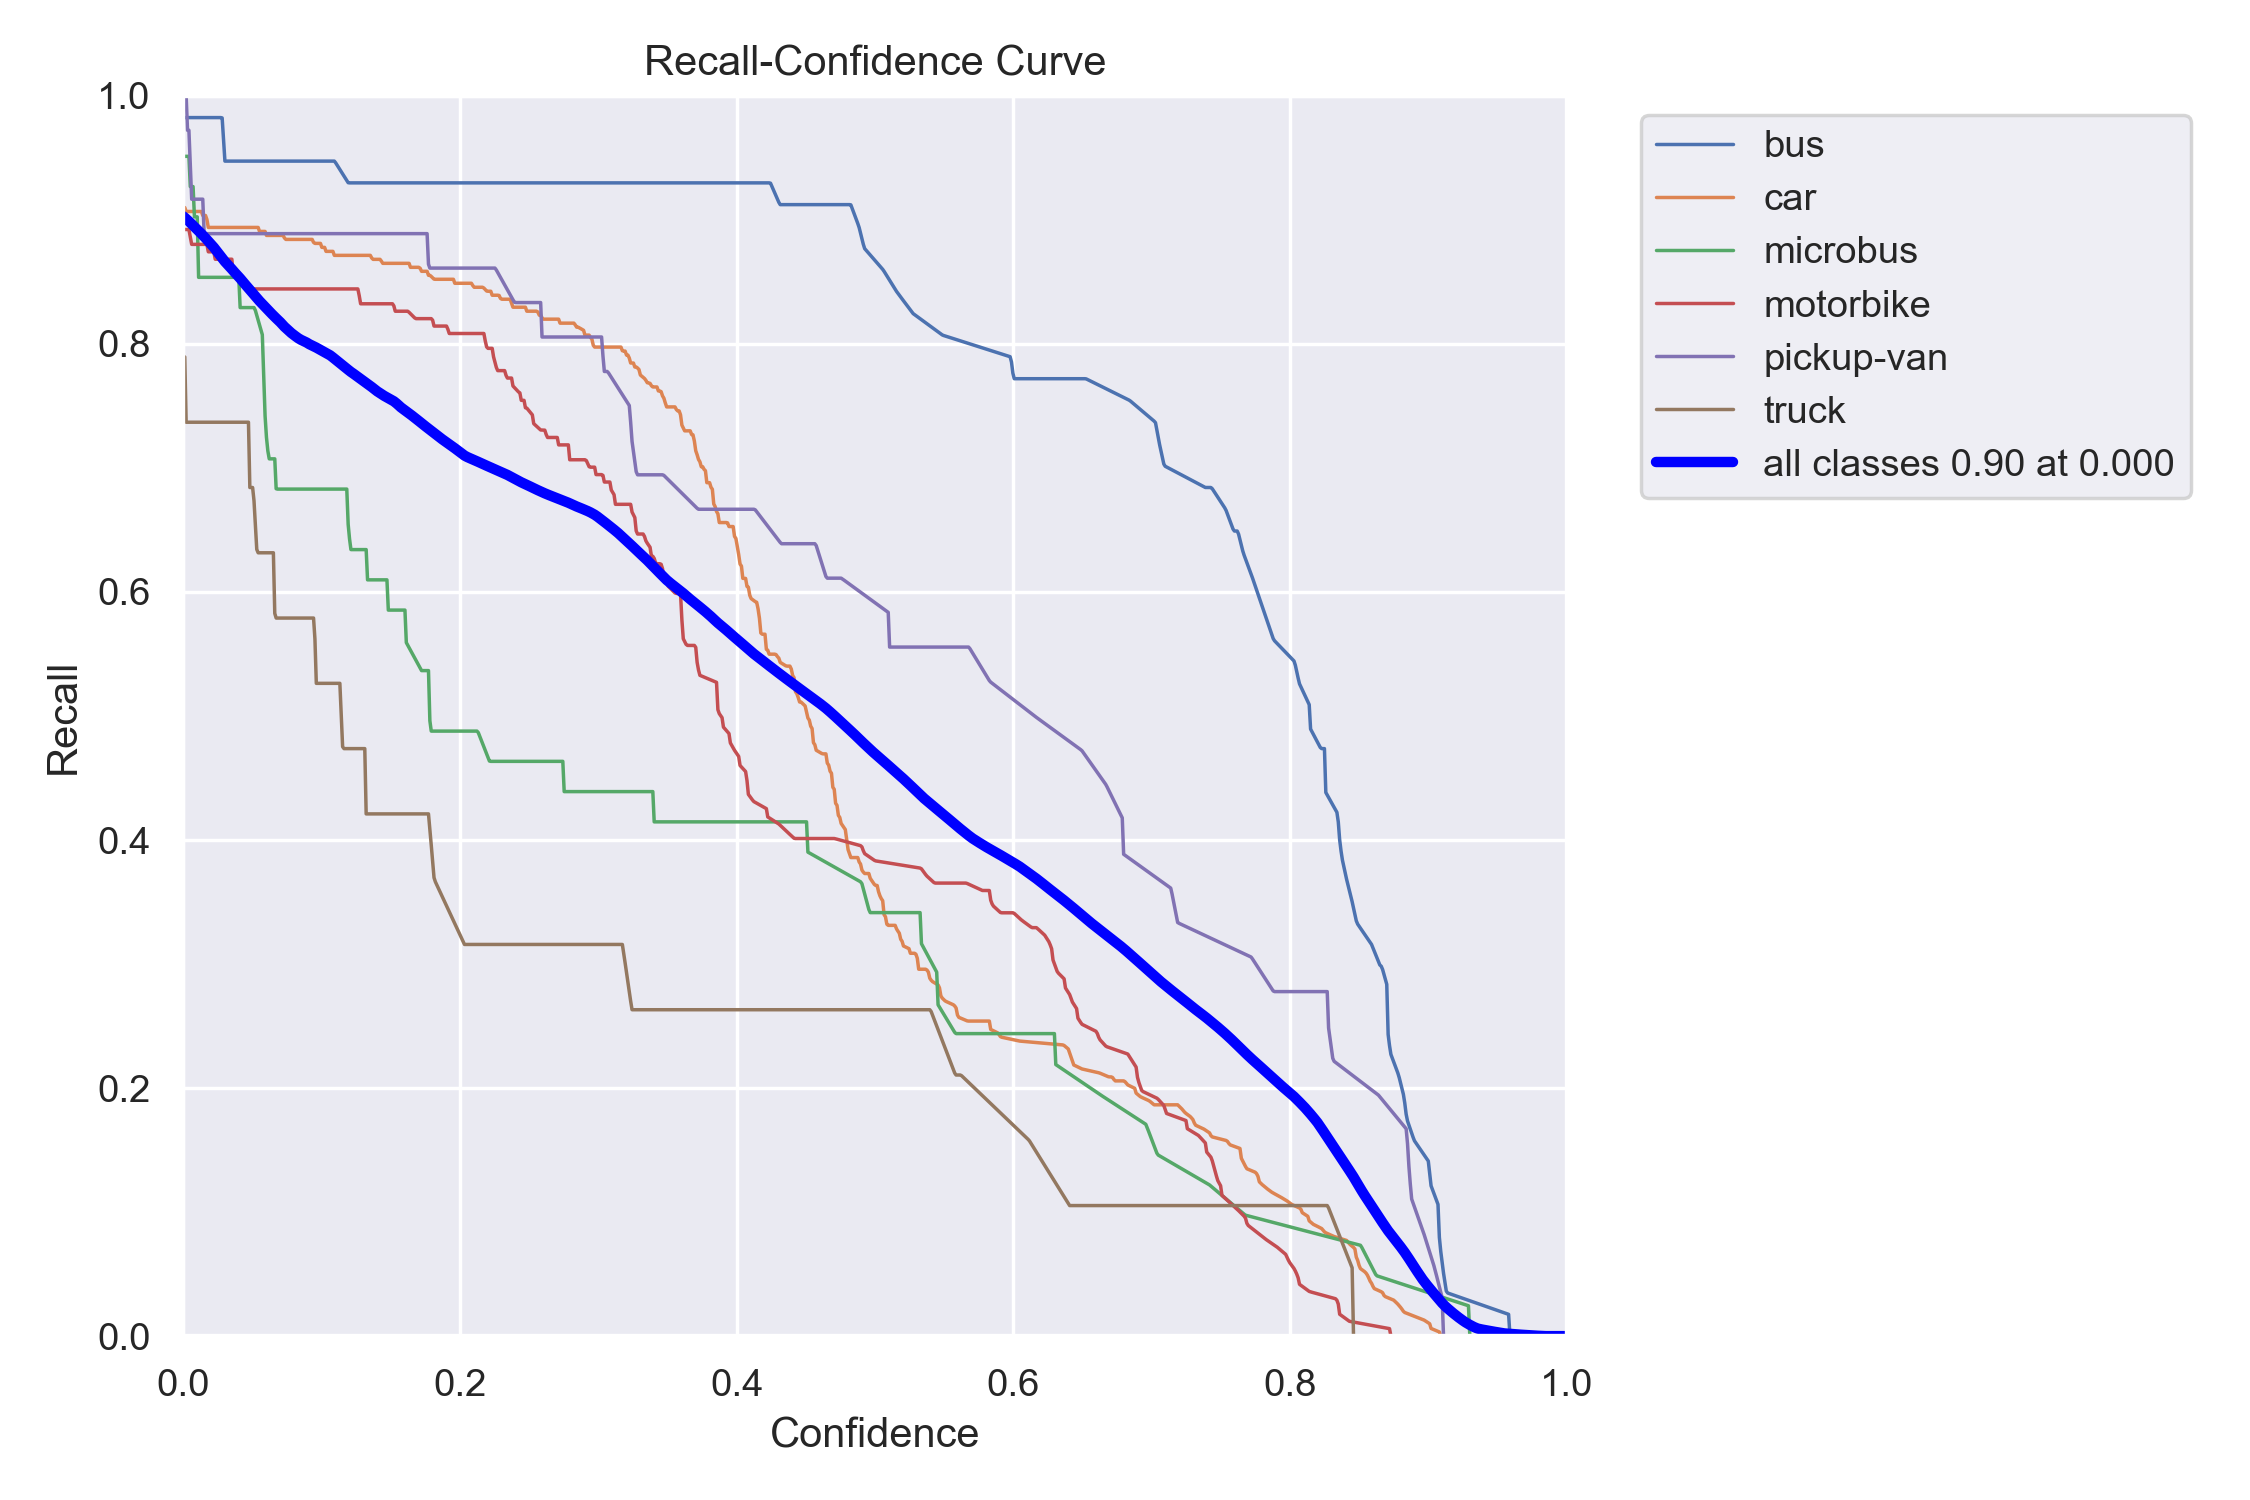 Recall-Confidence Curve
1.0
0.8
0.6
0.4
0.2
0.0
Recall
0.0 0.2 0.4 0.6 0.8 1.0
Confidence
bus
car
microbus
motorbike
pickup-van
truck
all classes 0.90 at 0.000